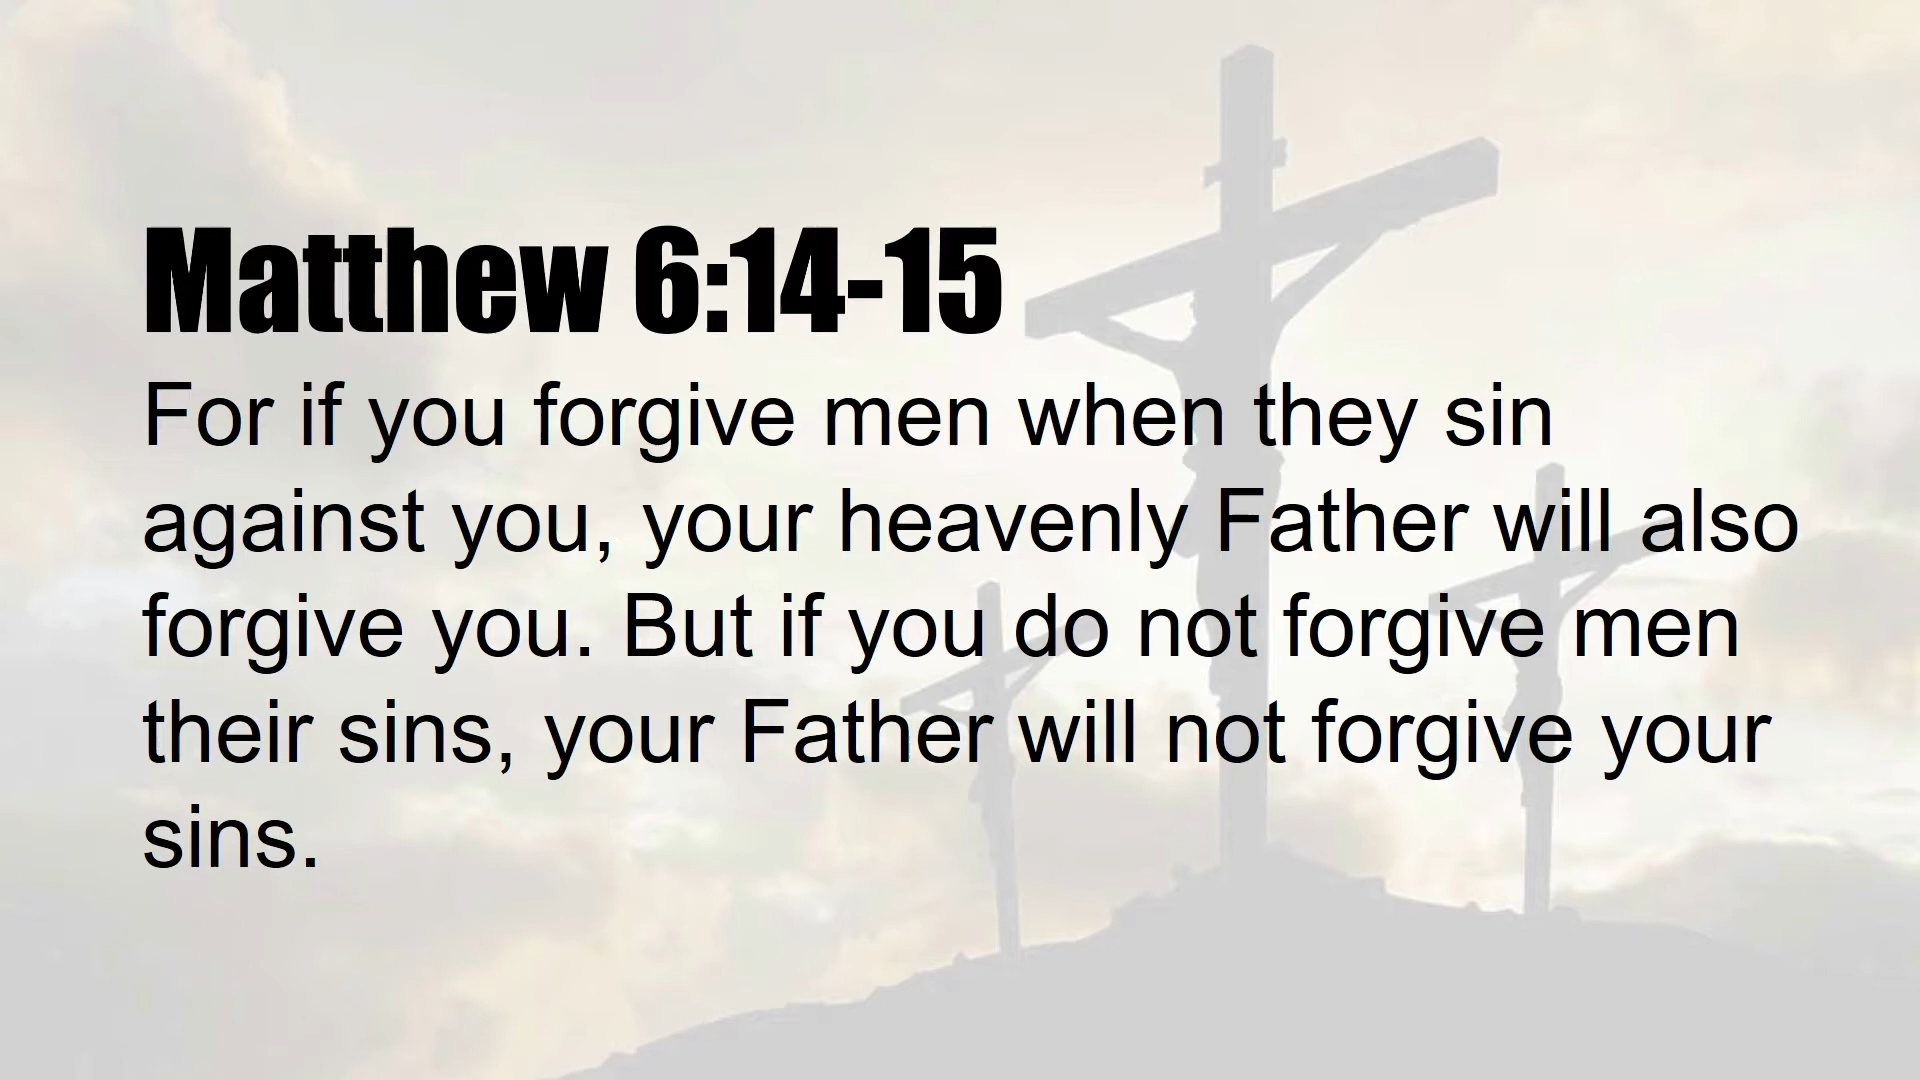 Matthew 6:14-15
For if you forgive men when they sin
against you, your heavenly Father will also
forgive you. But if you do not forgive men
their sins, your Father will not forgive your
sins.